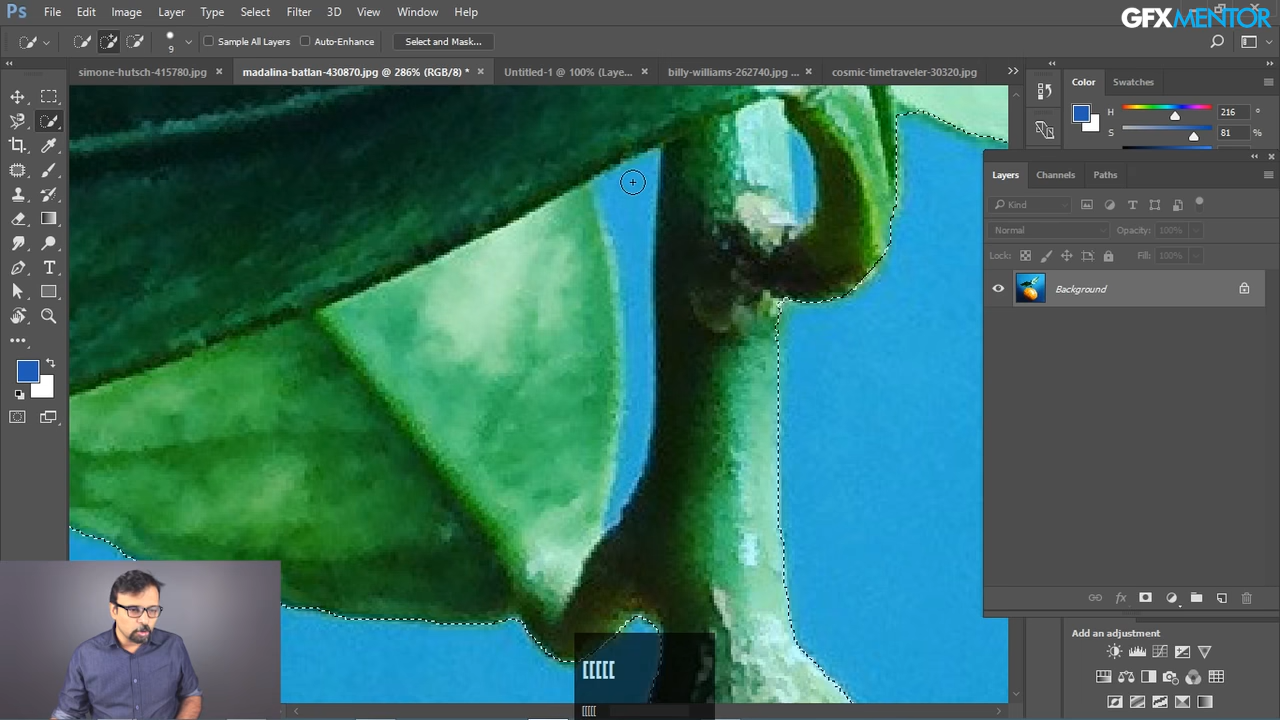 Ps File Edit Image Layer Type Select Filter 3D View Window Help
GFXMENTOR
9 Sample All Layers Auto-Enhance Select and Mask...
simone-hutsch-415780.jpg × madalina-batlan-430870.jpg @ 286% (RGB/8) * × Untitled-1 @ 100% (Laye... × billy-williams-262740.jpg ... × cosmic-timetraveler-30320.jpg
Color Swatches
H 216 °
S 81 %
Layers Channels Paths
Kind
Normal Opacity: 100%
Lock: Fill: 100%
Background
Add an adjustment
[[[[[
[[[[[